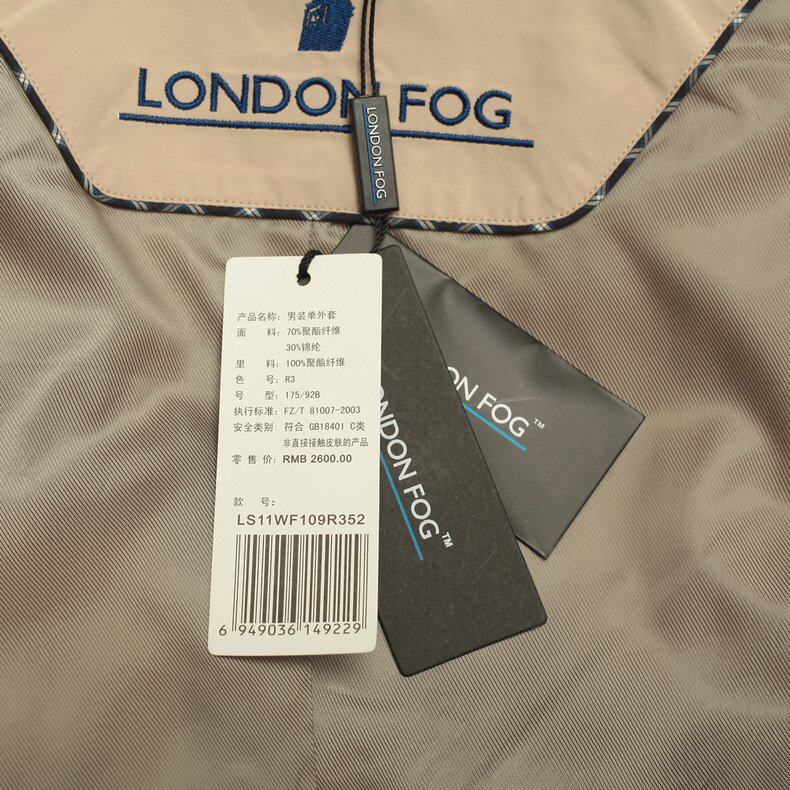 LONDON FOG
LONDON FOG
产品名称: 男装单外套
面 料: 70%聚酯纤维
30%锦纶
里 料: 100%聚酯纤维
色 号: R3
号 型: 175/92B
执行标准: FZ/T 81007-2003
安全类别: 符合 GB18401 C类
非直接接触皮肤的产品
零 售 价: RMB 2600.00
款 号:
LS11WF109R352
6 949036 149229
ONDON FOG™
DON FOG™